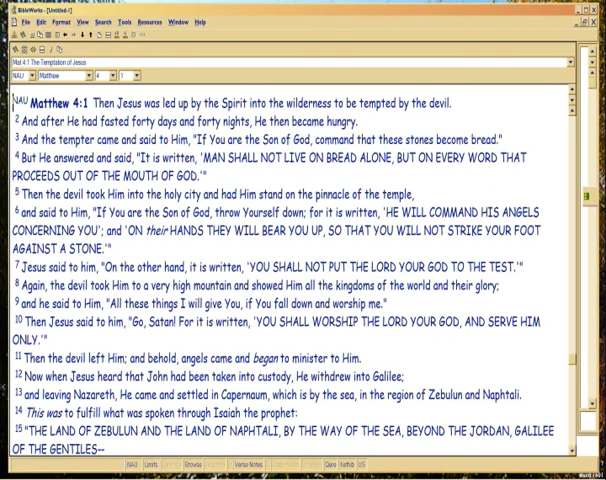 BibleWorks - [Untitled-1]
File Edit Format View Search Tools Resources Window Help
Mat 4:1 The Temptation of Jesus
NAU Matthew 4 1
NAU Matthew 4:1 Then Jesus was led up by the Spirit into the wilderness to be tempted by the devil.
2 And after He had fasted forty days and forty nights, He then became hungry.
3 And the tempter came and said to Him, "If You are the Son of God, command that these stones become bread."
4 But He answered and said, "It is written, 'MAN SHALL NOT LIVE ON BREAD ALONE, BUT ON EVERY WORD THAT
PROCEEDS OUT OF THE MOUTH OF GOD.'"
5 Then the devil took Him into the holy city and had Him stand on the pinnacle of the temple,
6 and said to Him, "If You are the Son of God, throw Yourself down; for it is written, 'HE WILL COMMAND HIS ANGELS
CONCERNING YOU'; and 'ON their HANDS THEY WILL BEAR YOU UP, SO THAT YOU WILL NOT STRIKE YOUR FOOT
AGAINST A STONE.'"
7 Jesus said to him, "On the other hand, it is written, 'YOU SHALL NOT PUT THE LORD YOUR GOD TO THE TEST.'"
8 Again, the devil took Him to a very high mountain and showed Him all the kingdoms of the world and their glory;
9 and he said to Him, "All these things I will give You, if You fall down and worship me."
10 Then Jesus said to him, "Go, Satan! For it is written, 'YOU SHALL WORSHIP THE LORD YOUR GOD, AND SERVE HIM
ONLY.'"
11 Then the devil left Him; and behold, angels came and began to minister to Him.
12 Now when Jesus heard that John had been taken into custody, He withdrew into Galilee;
13 and leaving Nazareth, He came and settled in Capernaum, which is by the sea, in the region of Zebulun and Naphtali.
14 This was to fulfill what was spoken through Isaiah the prophet:
15 "THE LAND OF ZEBULUN AND THE LAND OF NAPHTALI, BY THE WAY OF THE SEA, BEYOND THE JORDAN, GALILEE
OF THE GENTILES--
NAU Limits Browse Verse Notes Qere Kethib US